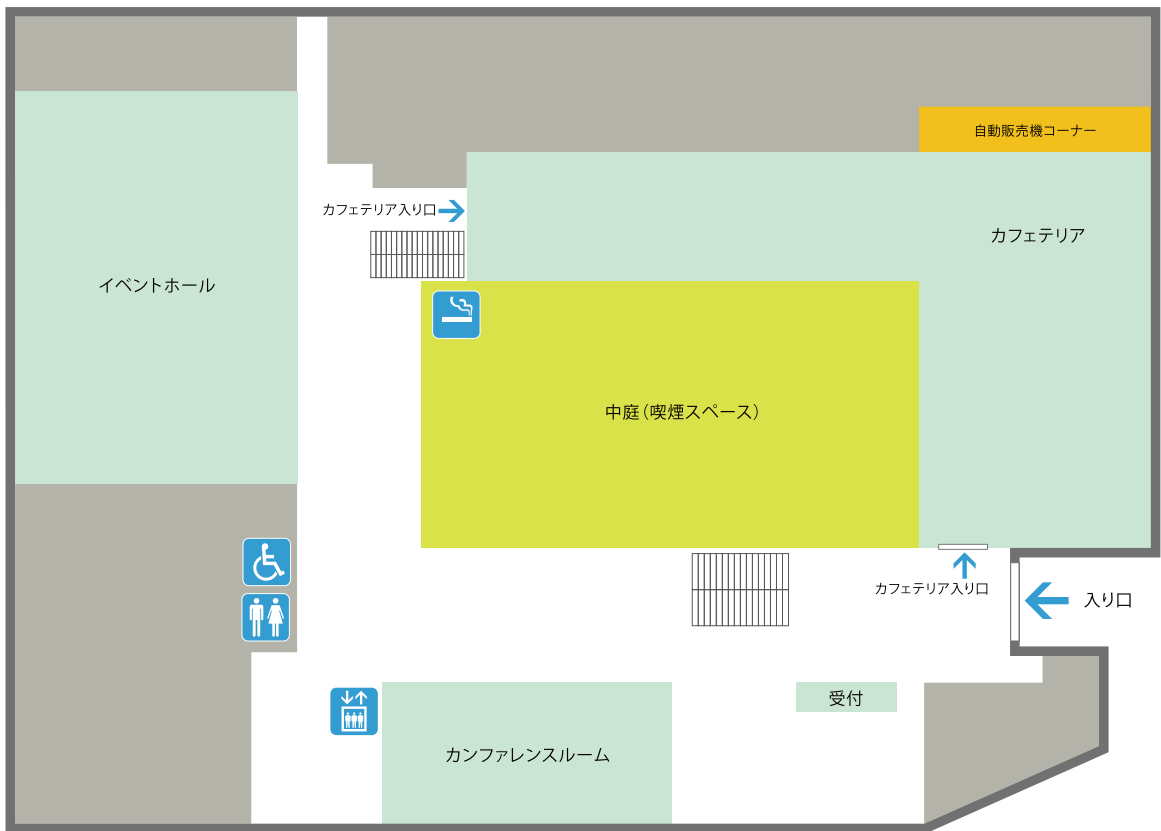 自動販売機コーナー
カフェテリア入り口
カフェテリア
イベントホール
中庭（喫煙スペース）
カフェテリア入り口
入り口
受付
カンファレンスルーム